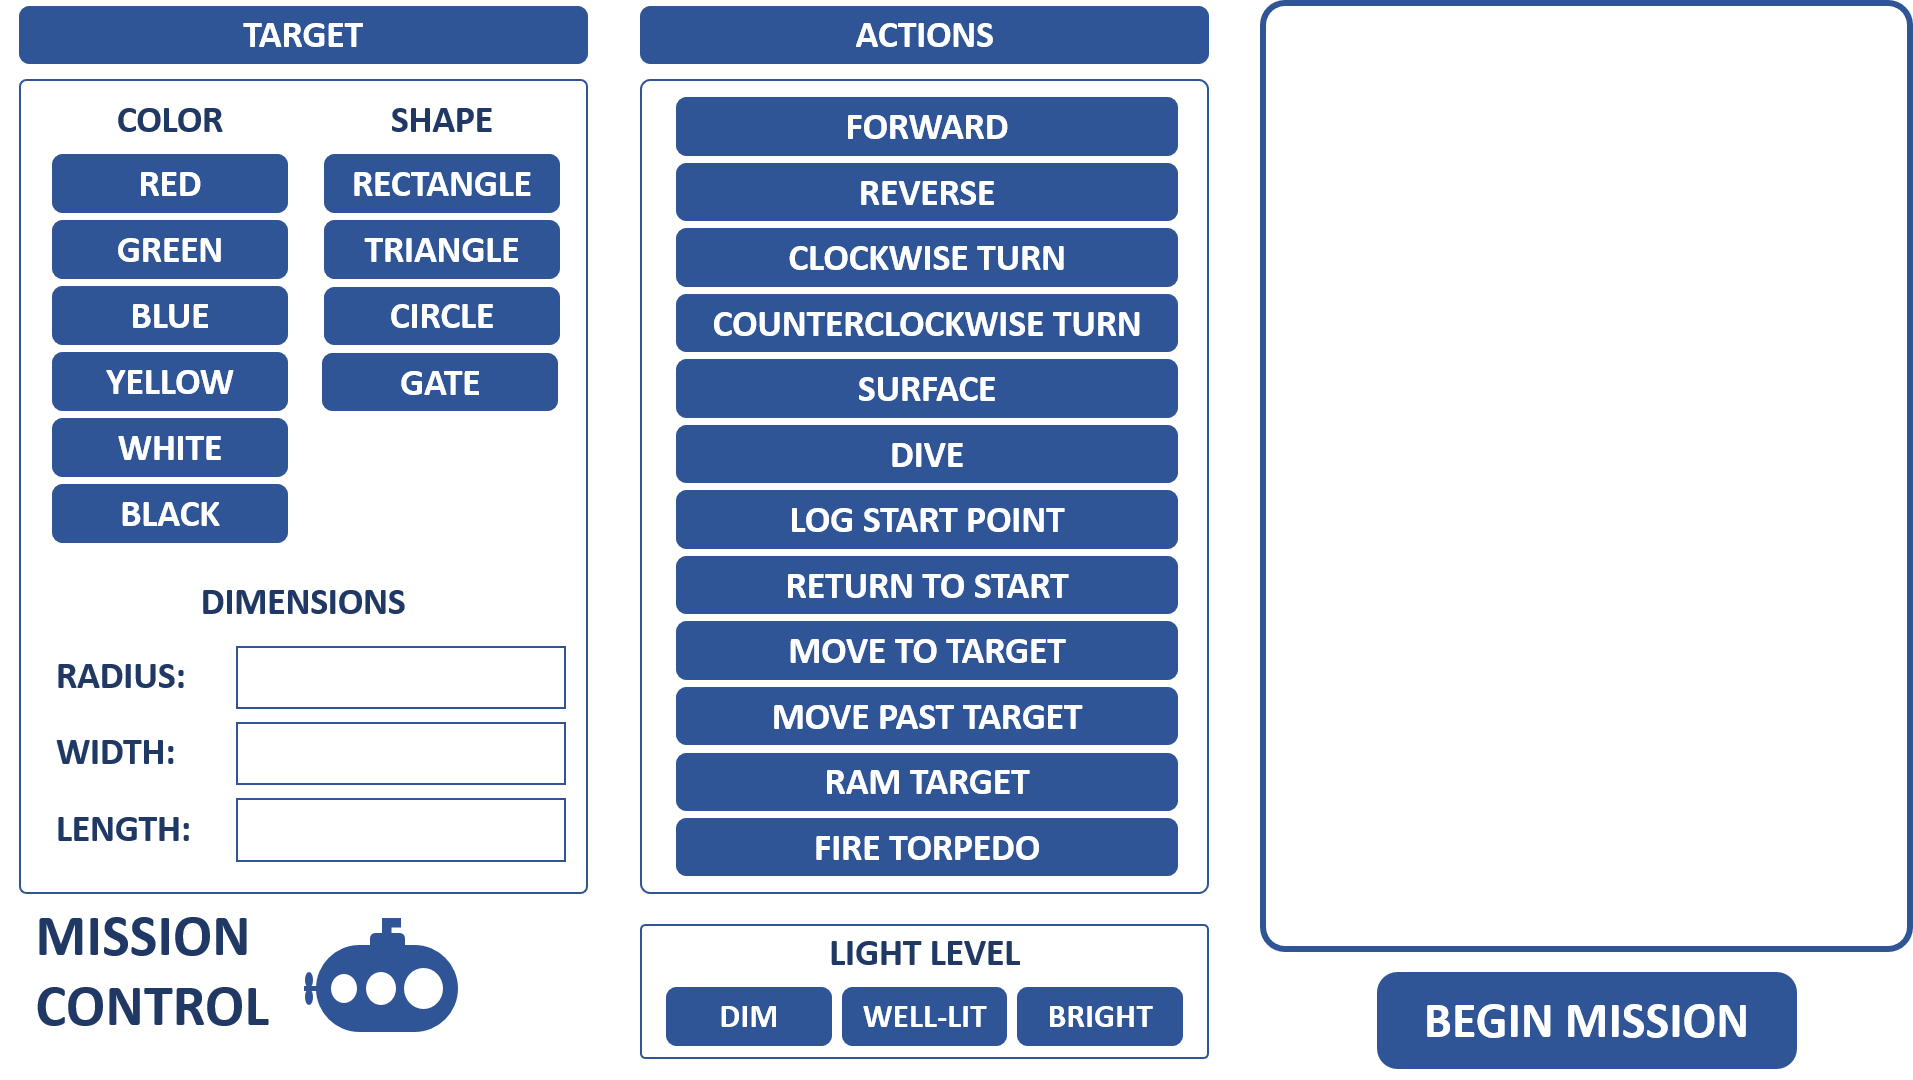 TARGET
COLOR
SHAPE
RED
RECTANGLE
GREEN
TRIANGLE
BLUE
CIRCLE
YELLOW
GATE
WHITE
BLACK
DIMENSIONS
RADIUS:
WIDTH:
LENGTH:
MISSION
CONTROL
ACTIONS
FORWARD
REVERSE
CLOCKWISE TURN
COUNTERCLOCKWISE TURN
SURFACE
DIVE
LOG START POINT
RETURN TO START
MOVE TO TARGET
MOVE PAST TARGET
RAM TARGET
FIRE TORPEDO
LIGHT LEVEL
DIM
WELL-LIT
BRIGHT
BEGIN MISSION